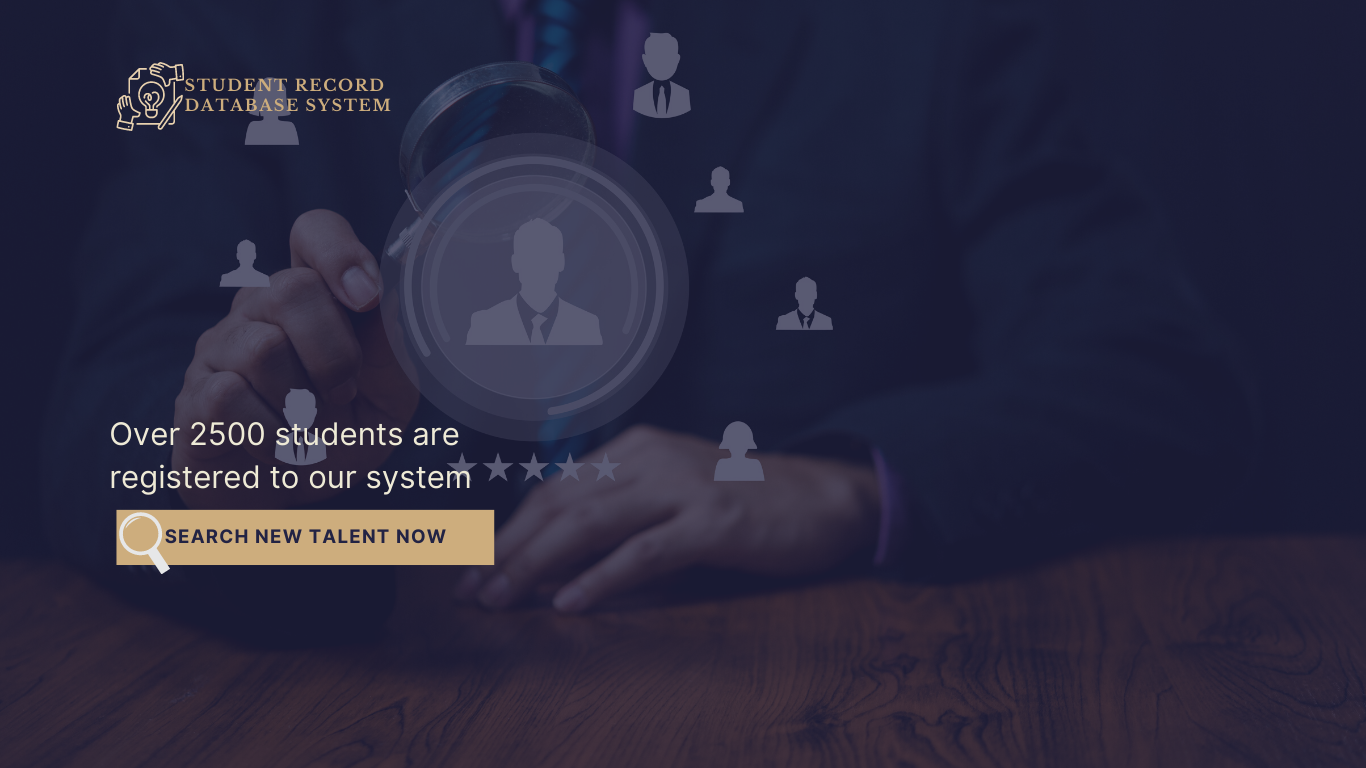 STUDENT RECORD
DATABASE SYSTEM
Over 2500 students are
registered to our system
SEARCH NEW TALENT NOW